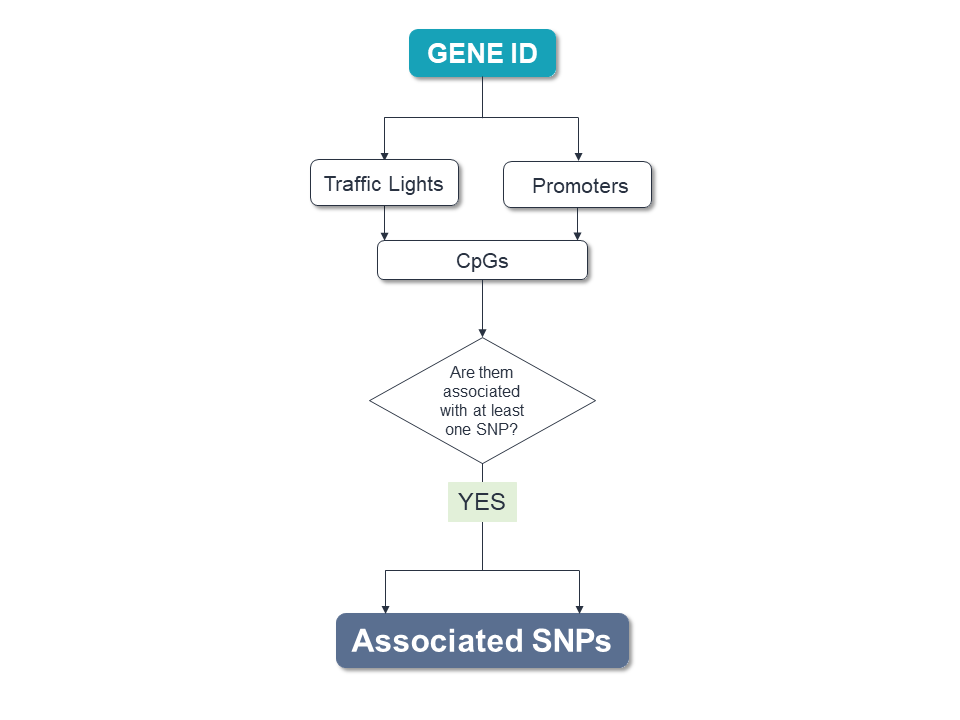 GENE ID
Traffic Lights
Promoters
CpGs
Are them
associated
with at least
one SNP?
YES
Associated SNPs